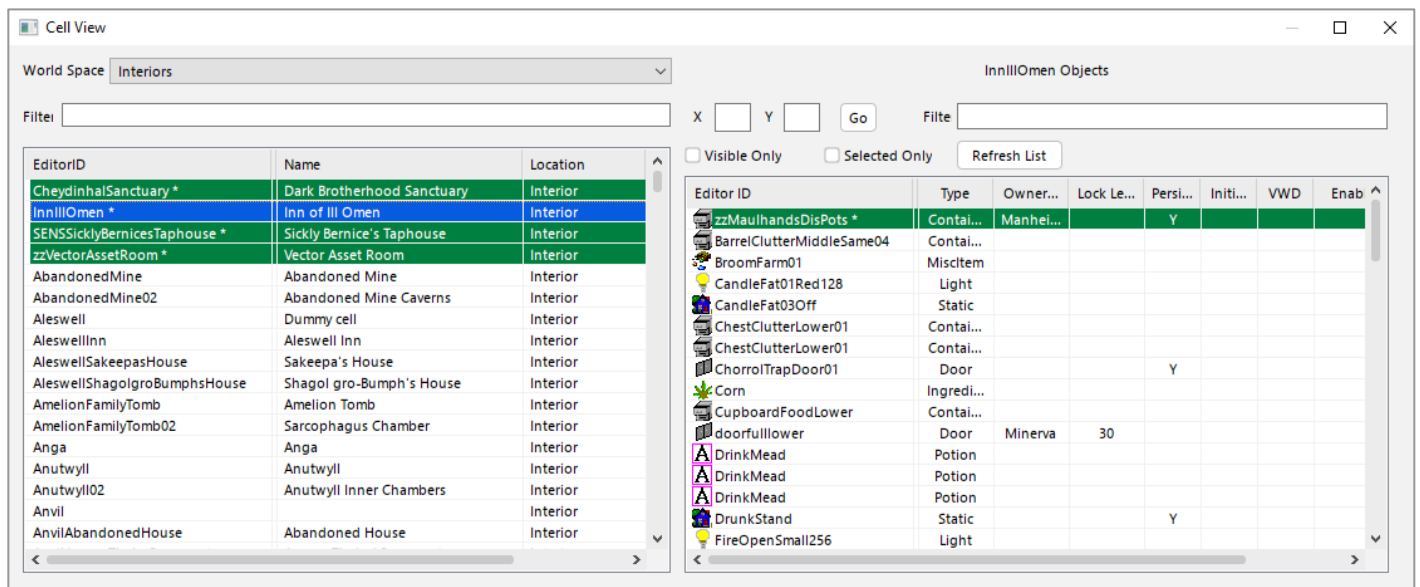 Cell View
World Space Interiors
InnIllOmen Objects
Filter
X Y Go Filte
Visible Only Selected Only Refresh List
EditorID Name Location
CheydinhalSanctuary * Dark Brotherhood Sanctuary Interior
InnIllOmen * Inn of Ill Omen Interior
SENSSicklyBernicesTaphouse * Sickly Bernice's Taphouse Interior
zzVectorAssetRoom * Vector Asset Room Interior
AbandonedMine Abandoned Mine Interior
AbandonedMine02 Abandoned Mine Caverns Interior
Aleswell Dummy cell Interior
AleswellInn Aleswell Inn Interior
AleswellSakeepasHouse Sakeepa's House Interior
AleswellShagolgroBumphsHouse Shagol gro-Bumph's House Interior
AmelionFamilyTomb Amelion Tomb Interior
AmelionFamilyTomb02 Sarcophagus Chamber Interior
Anga Anga Interior
Anutwyll Anutwyll Interior
Anutwyll02 Anutwyll Inner Chambers Interior
Anvil Interior
AnvilAbandonedHouse Abandoned House Interior
Editor ID Type Owner... Lock Le... Persi... Initi... VWD Enabl
zzMaulhandsDisPots * Contai... Manhei... Y
BarrelClutterMiddleSame04 Contai...
BroomFarm01 MiscItem
CandleFat01Red128 Light
CandleFat03Off Static
ChestClutterLower01 Contai...
ChestClutterLower01 Contai...
ChorrolTrapDoor01 Door Y
Corn Ingredi...
CupboardFoodLower Contai...
doorfulllower Door Minerva 30
DrinkMead Potion
DrinkMead Potion
DrinkMead Potion
DrunkStand Static Y
FireOpenSmall256 Light